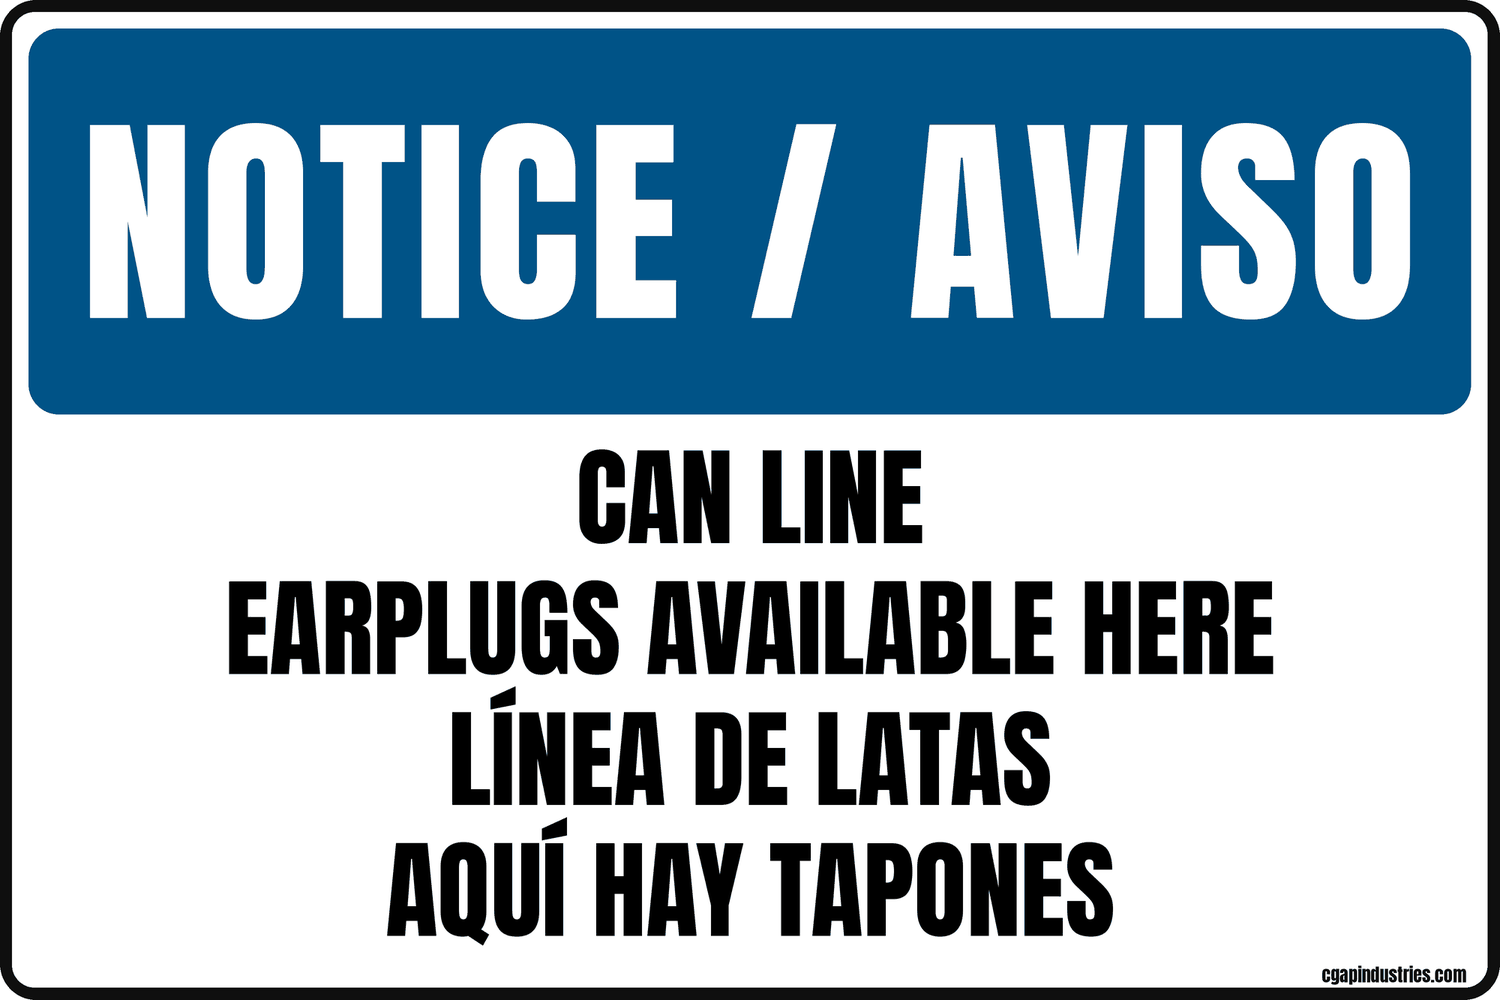 NOTICE / AVISO
CAN LINE
EARPLUGS AVAILABLE HERE
LÍNEA DE LATAS
AQUÍ HAY TAPONES
cgapindustries.com